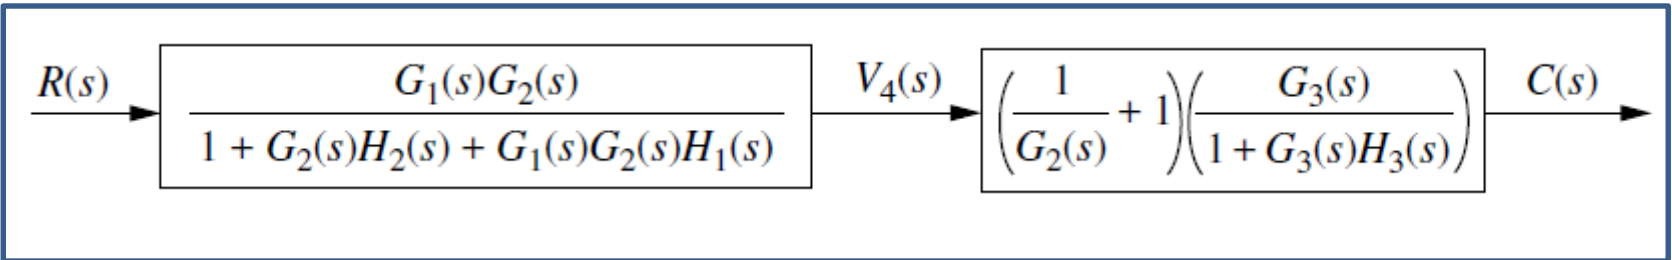 R(s)
G₁(s)G₂(s)
1 + G₂(s)H₂(s) + G₁(s)G₂(s)H₁(s)
V₄(s)
(1/G₂(s) + 1)(G₃(s)/(1 + G₃(s)H₃(s)))
C(s)